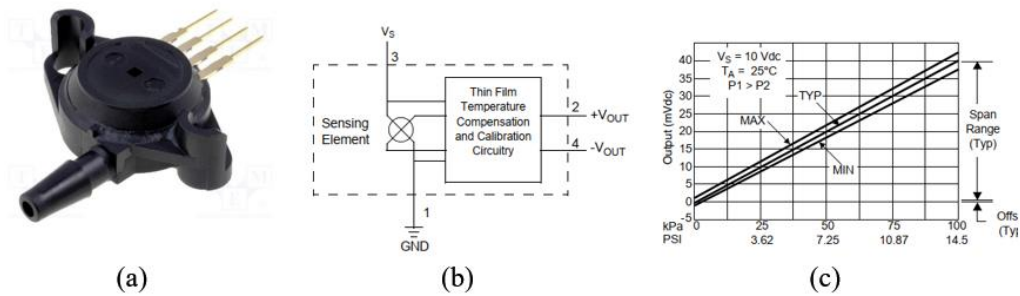 V_S
3
Sensing
Element
Thin Film
Temperature
Compensation
and Calibration
Circuitry
2
+V_OUT
4
-V_OUT
1
GND
V_S = 10 Vdc
T_A = 25°C
P1 > P2
TYP
MAX
MIN
Output (mVdc)
40
35
30
25
20
15
10
5
0
-5
kPa 0 25 50 75 100
PSI 3.62 7.25 10.87 14.5
Span
Range
(Typ)
Offs
(Typ
(a)
(b)
(c)